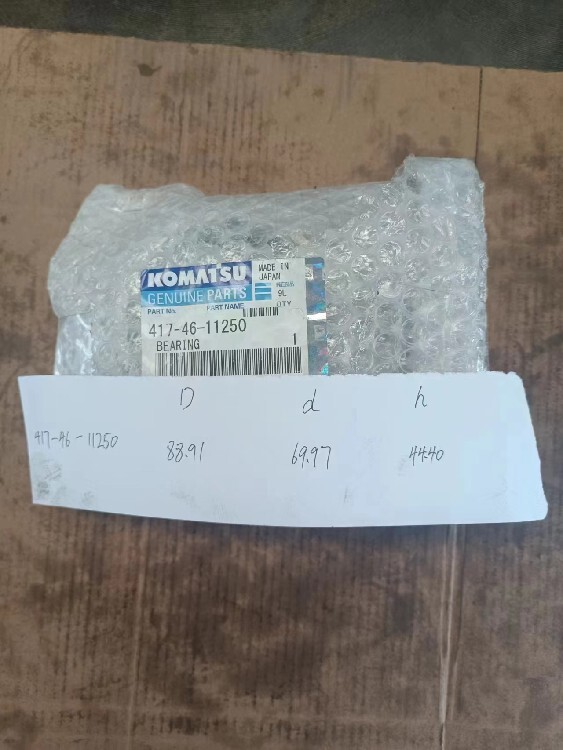 KOMATSU
MADE IN
JAPAN
GENUINE PARTS
9L
PART No.
PART NAME
QTY
417-46-11250
BEARING
1
D d h
417-46-11250 88.91 69.97 44.40